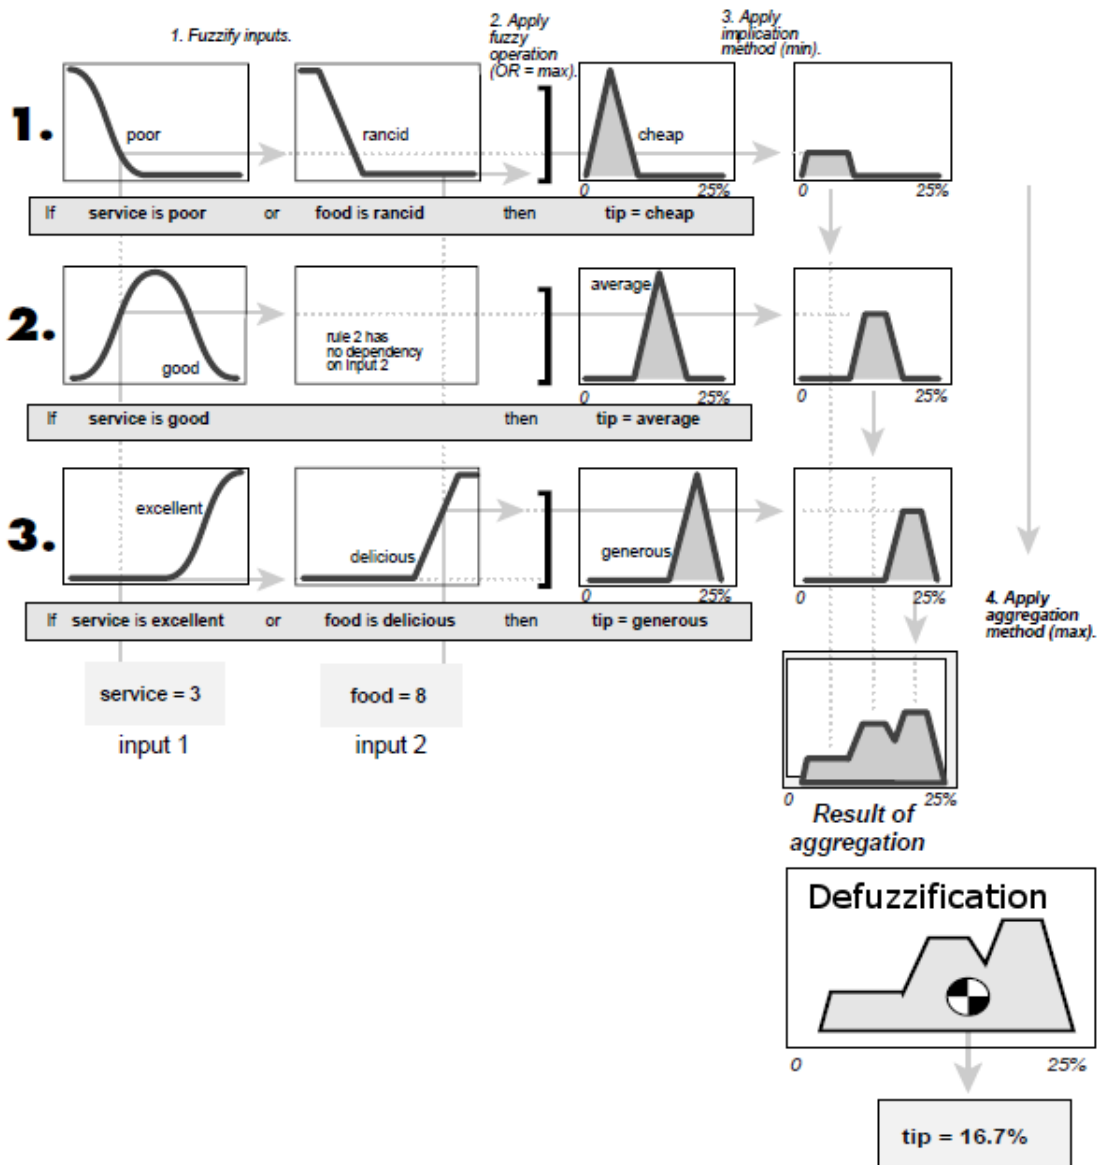 1. Fuzzify inputs.
2. Apply
fuzzy
operation
(OR = max).
3. Apply
implication
method (min).
1.
poor
rancid
cheap
0
25%
0
25%
If service is poor or food is rancid then tip = cheap
2.
good
rule 2 has
no dependency
on input 2
average
0
25%
0
25%
If service is good then tip = average
3.
excellent
delicious
generous
0
25%
0
25%
If service is excellent or food is delicious then tip = generous
4. Apply
aggregation
method (max).
service = 3
food = 8
input 1
input 2
0
25%
Result of
aggregation
Defuzzification
0
25%
tip = 16.7%